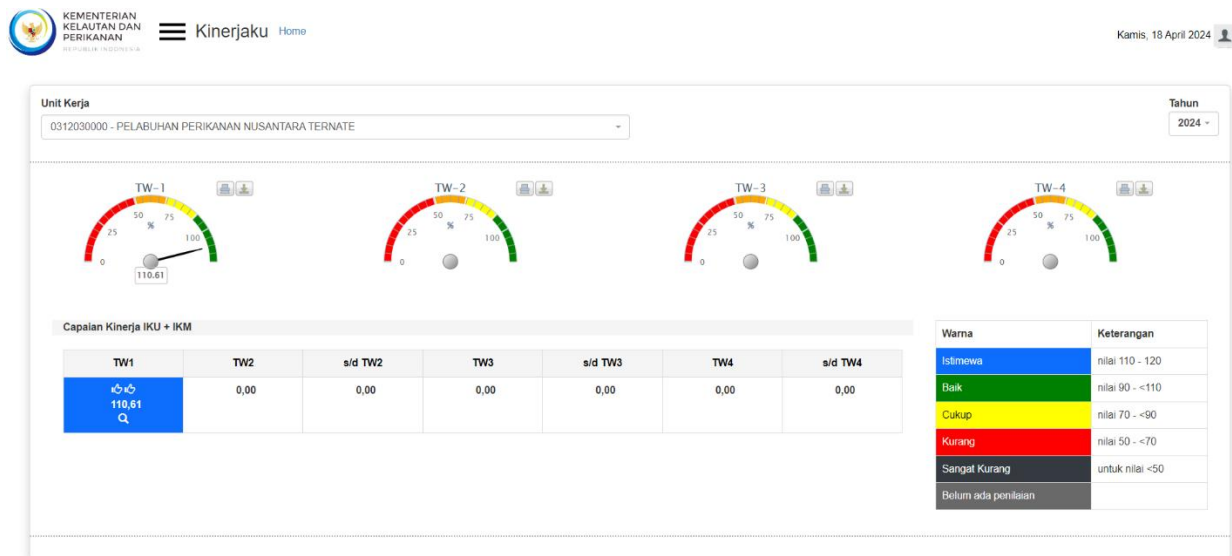 KEMENTERIAN
KELAUTAN DAN
PERIKANAN
REPUBLIK INDONESIA
Kinerjaku Home
Kamis, 18 April 2024
Unit Kerja
Tahun
0312030000 - PELABUHAN PERIKANAN NUSANTARA TERNATE
2024
TW-1
0 25 50 75 100
%
110.61
TW-2
0 25 50 75 100
%
TW-3
0 25 50 75 100
%
TW-4
0 25 50 75 100
%
Capaian Kinerja IKU + IKM
TW1 TW2 s/d TW2 TW3 s/d TW3 TW4 s/d TW4
110,61 0,00 0,00 0,00 0,00 0,00 0,00
Warna Keterangan
Istimewa nilai 110 - 120
Baik nilai 90 - <110
Cukup nilai 70 - <90
Kurang nilai 50 - <70
Sangat Kurang untuk nilai <50
Belum ada penilaian